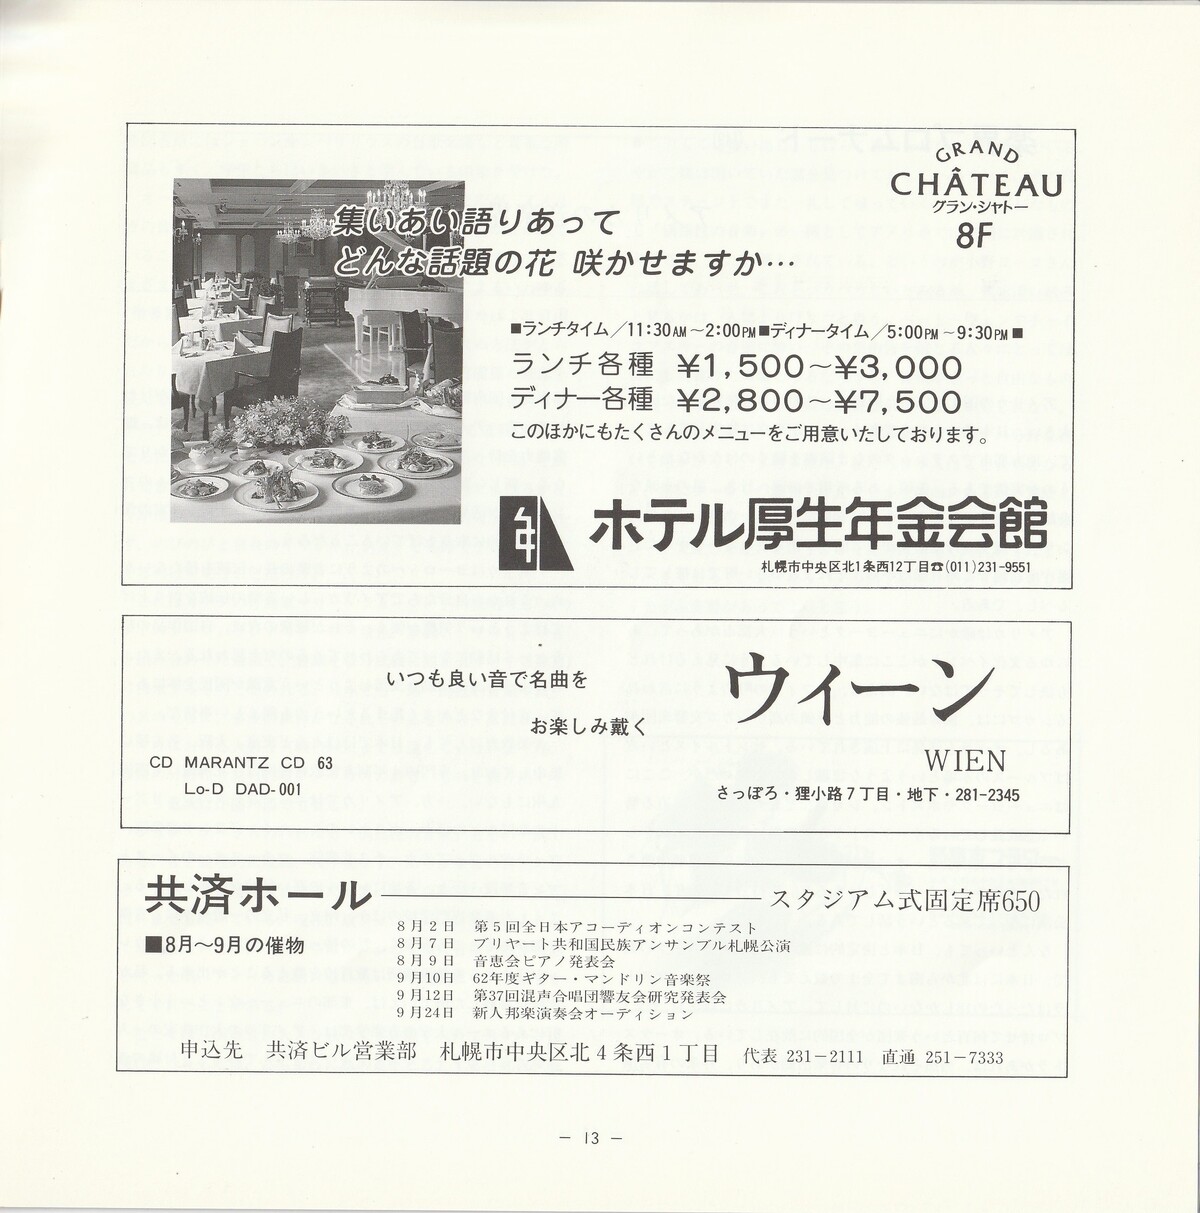 GRAND
CHÂTEAU
グラン・シャトー
8F
集いあい語りあって
どんな話題の花 咲かせますか…
■ランチタイム/11:30AM～2:00PM■ディナータイム/5:00PM～9:30PM■
ランチ各種 ¥1,500～¥3,000
ディナー各種 ¥2,800～¥7,500
このほかにもたくさんのメニューをご用意いたしております。
ホテル厚生年金会館
札幌市中央区北1条西12丁目☎(011)231-9551
いつも良い音で名曲を
お楽しみ戴く
ウィーン
WIEN
CD MARANTZ CD 63
Lo-D DAD-001
さっぽろ・狸小路7丁目・地下・281-2345
共済ホール
スタジアム式固定席650
■8月～9月の催物
8月2日 第5回全日本アコーディオンコンテスト
8月7日 ブリヤート共和国民族アンサンブル札幌公演
8月9日 音恵会ピアノ発表会
9月10日 62年度ギター・マンドリン音楽祭
9月12日 第37回混声合唱団響友会研究発表会
9月24日 新人邦楽演奏会オーディション
申込先 共済ビル営業部 札幌市中央区北4条西1丁目 代表 231-2111 直通 251-7333
― 13 ―